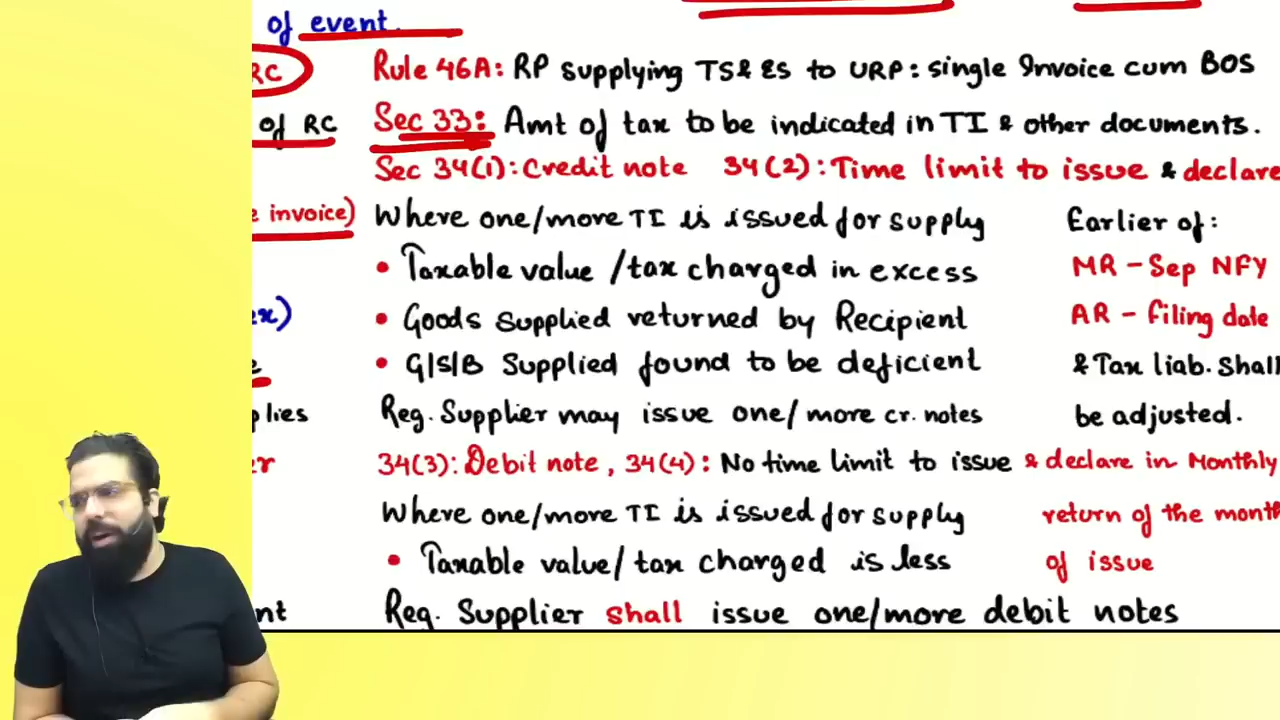 of event.
RC Rule 46A: RP supplying TS & ES to URP: single Invoice cum BOS
of RC Sec 33: Amt of tax to be indicated in TI & other documents.
Sec 34(1): Credit note 34(2): Time limit to issue & declare
e invoice) Where one/more TI is issued for supply Earlier of:
• Taxable value /tax charged in excess MR - Sep NFY
ex) • Goods supplied returned by Recipient AR - filing date
e • G/S/B Supplied found to be deficient & Tax liab. Shall
plies Reg. Supplier may issue one/more cr. notes be adjusted.
er 34(3): Debit note, 34(4): No time limit to issue & declare in Monthly
Where one/more TI is issued for supply return of the month
• Taxable value/tax charged is less of issue
nt Reg. Supplier shall issue one/more debit notes